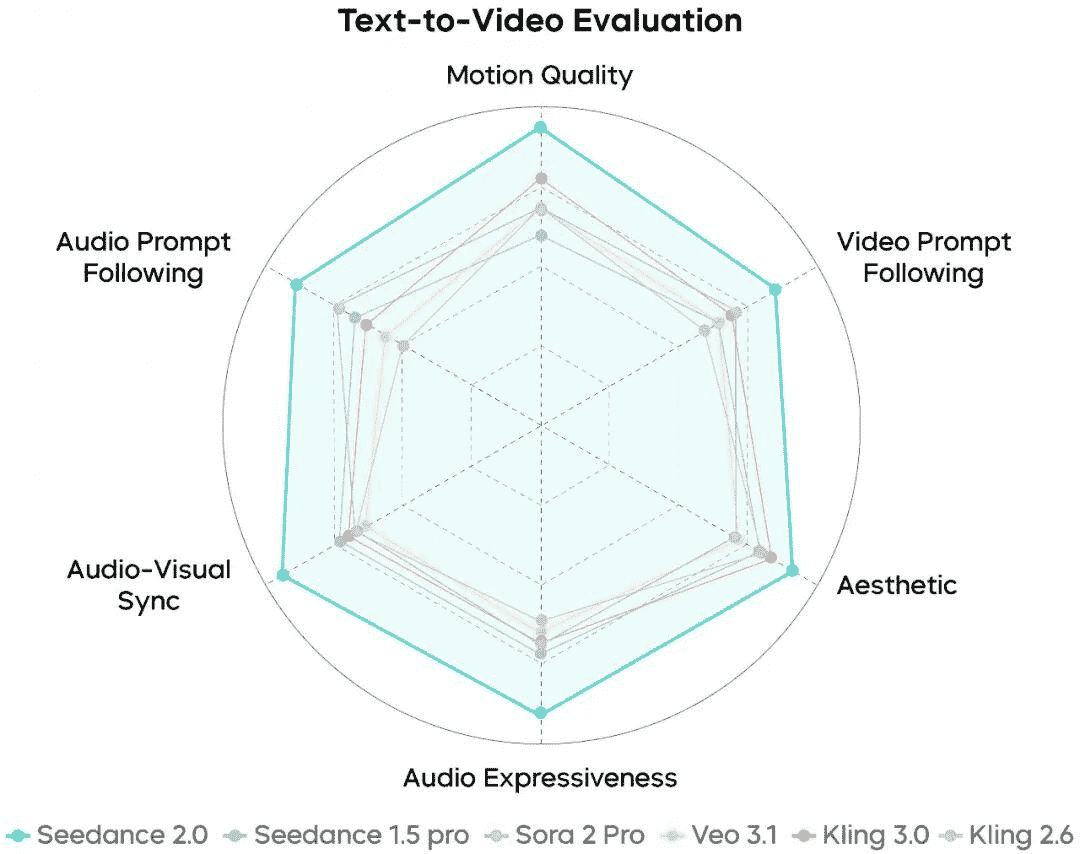 Text-to-Video Evaluation
Motion Quality
Audio Prompt
Following
Video Prompt
Following
Audio-Visual
Sync
Aesthetic
Audio Expressiveness
Seedance 2.0 Seedance 1.5 pro Sora 2 Pro Veo 3.1 Kling 3.0 Kling 2.6